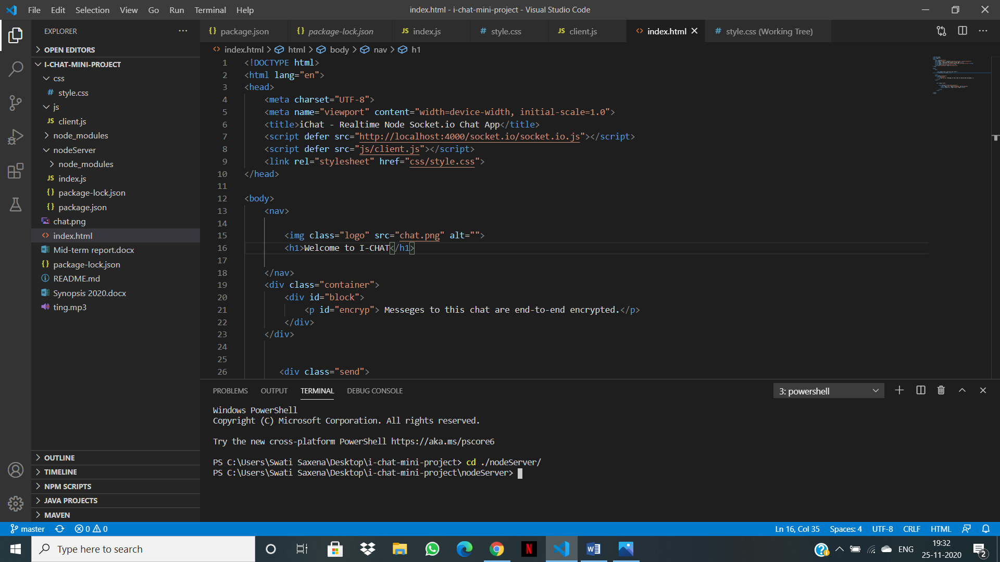 File Edit Selection View Go Run Terminal Help
index.html - i-chat-mini-project - Visual Studio Code
EXPLORER
OPEN EDITORS
I-CHAT-MINI-PROJECT
css
# style.css
js
JS client.js
node_modules
nodeServer
node_modules
JS index.js
{} package-lock.json
{} package.json
chat.png
<> index.html
Mid-term report.docx
{} package-lock.json
README.md
Synopsis 2020.docx
ting.mp3
OUTLINE
TIMELINE
NPM SCRIPTS
JAVA PROJECTS
MAVEN
{} package.json {} package-lock.json JS index.js # style.css JS client.js <> index.html # style.css (Working Tree)
<> index.html > html > body > nav > h1
1 <!DOCTYPE html>
2 <html lang="en">
3 <head>
4 <meta charset="UTF-8">
5 <meta name="viewport" content="width=device-width, initial-scale=1.0">
6 <title>iChat - Realtime Node Socket.io Chat App</title>
7 <script defer src="http://localhost:4000/socket.io/socket.io.js"></script>
8 <script defer src="js/client.js"></script>
9 <link rel="stylesheet" href="css/style.css">
10 </head>
11
12 <body>
13 <nav>
14
15 <img class="logo" src="chat.png" alt="">
16 <h1>Welcome to I-CHAT</h1>
17
18 </nav>
19 <div class="container">
20 <div id="block">
21 <p id="encryp"> Messeges to this chat are end-to-end encrypted.</p>
22 </div>
23 </div>
24
25
26 <div class="send">
PROBLEMS OUTPUT TERMINAL DEBUG CONSOLE
3: powershell
Windows PowerShell
Copyright (C) Microsoft Corporation. All rights reserved.
Try the new cross-platform PowerShell https://aka.ms/pscore6
PS C:\Users\Swati Saxena\Desktop\i-chat-mini-project> cd ./nodeServer/
PS C:\Users\Swati Saxena\Desktop\i-chat-mini-project\nodeServer>
master 0 0
Ln 16, Col 35 Spaces: 4 UTF-8 CRLF HTML
Type here to search
ENG
19:32
25-11-2020
2